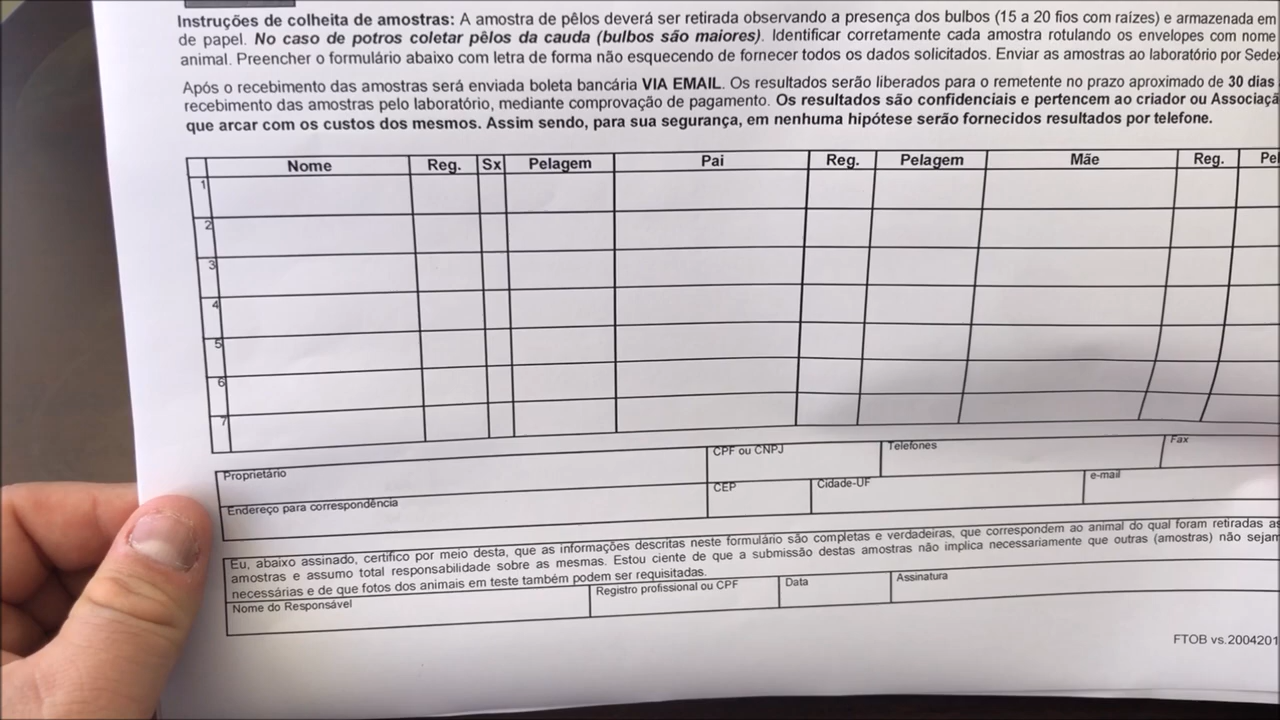 Instruções de colheita de amostras: A amostra de pêlos deverá ser retirada observando a presença dos bulbos (15 a 20 fios com raízes) e armazenada em
de papel. No caso de potros coletar pêlos da cauda (bulbos são maiores). Identificar corretamente cada amostra rotulando os envelopes com nome
animal. Preencher o formulário abaixo com letra de forma não esquecendo de fornecer todos os dados solicitados. Enviar as amostras ao laboratório por Sedex
Após o recebimento das amostras será enviada boleta bancária VIA EMAIL. Os resultados serão liberados para o remetente no prazo aproximado de 30 dias
recebimento das amostras pelo laboratório, mediante comprovação de pagamento. Os resultados são confidenciais e pertencem ao criador ou Associaçã
que arcar com os custos dos mesmos. Assim sendo, para sua segurança, em nenhuma hipótese serão fornecidos resultados por telefone.
Nome Reg. Sx Pelagem Pai Reg. Pelagem Mãe Reg. Pel
1
2
3
4
5
6
7
Proprietário CPF ou CNPJ Telefones Fax
Endereço para correspondência CEP Cidade-UF e-mail
Eu, abaixo assinado, certifico por meio desta, que as informações descritas neste formulário são completas e verdadeiras, que correspondem ao animal do qual foram retiradas as
amostras e assumo total responsabilidade sobre as mesmas. Estou ciente de que a submissão destas amostras não implica necessariamente que outras (amostras) não sejam
necessárias e de que fotos dos animais em teste também podem ser requisitadas.
Nome do Responsável Registro profissional ou CPF Data Assinatura
FTOB vs.2004201